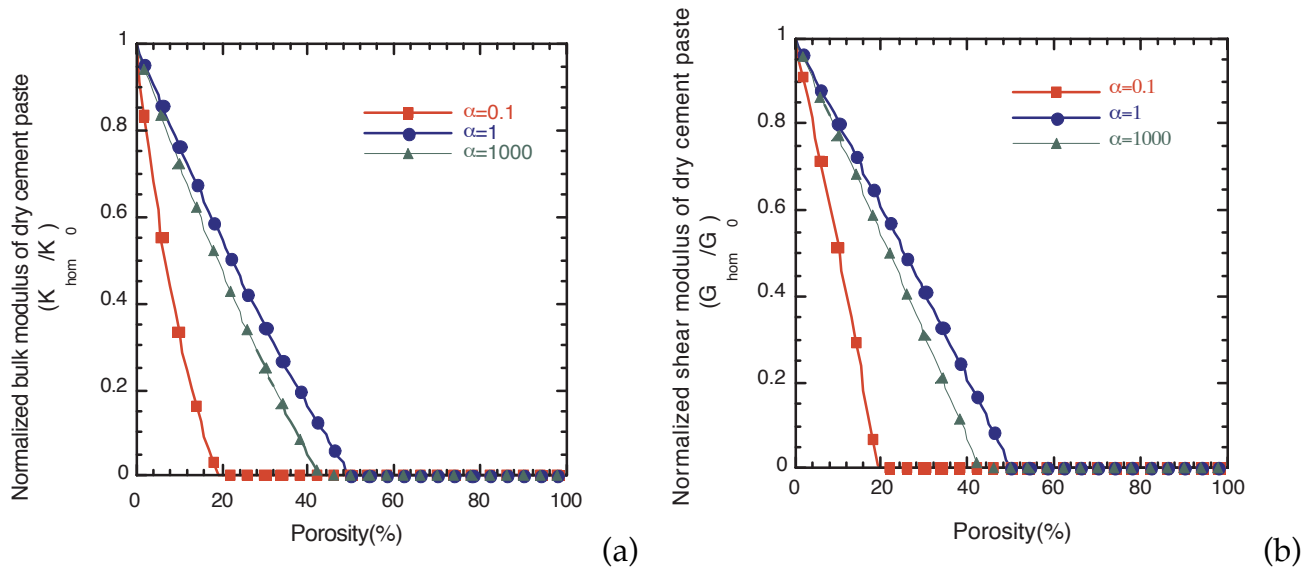 Normalized bulk modulus of dry cement paste
(K hom /K 0 )
1
0.8
0.6
0.4
0.2
0
0 20 40 60 80 100
Porosity(%)
α=0.1
α=1
α=1000
(a)
Normalized shear modulus of dry cement paste
(G hom /G 0 )
1
0.8
0.6
0.4
0.2
0
0 20 40 60 80 100
Porosity(%)
α=0.1
α=1
α=1000
(b)